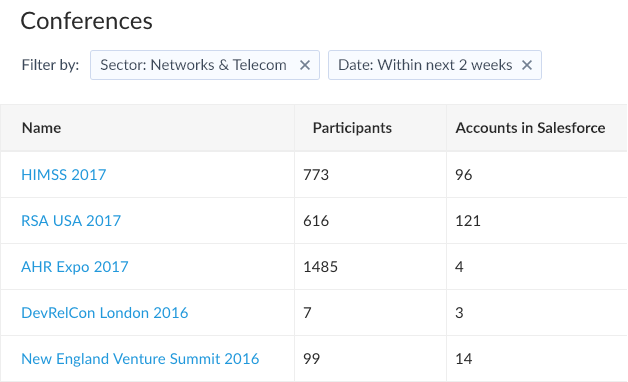 Conferences
Filter by: Sector: Networks & Telecom × Date: Within next 2 weeks ×
Name Participants Accounts in Salesforce
HIMSS 2017 773 96
RSA USA 2017 616 121
AHR Expo 2017 1485 4
DevRelCon London 2016 7 3
New England Venture Summit 2016 99 14